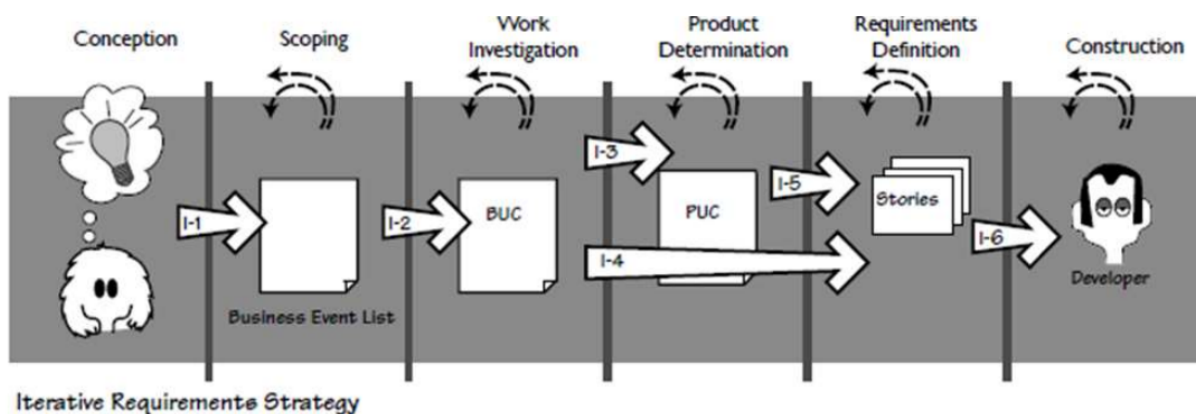 Conception
Scoping
Work
Investigation
Product
Determination
Requirements
Definition
Construction
I-1
Business Event List
I-2
BUC
I-3
I-4
PUC
I-5
Stories
I-6
Developer
Iterative Requirements Strategy